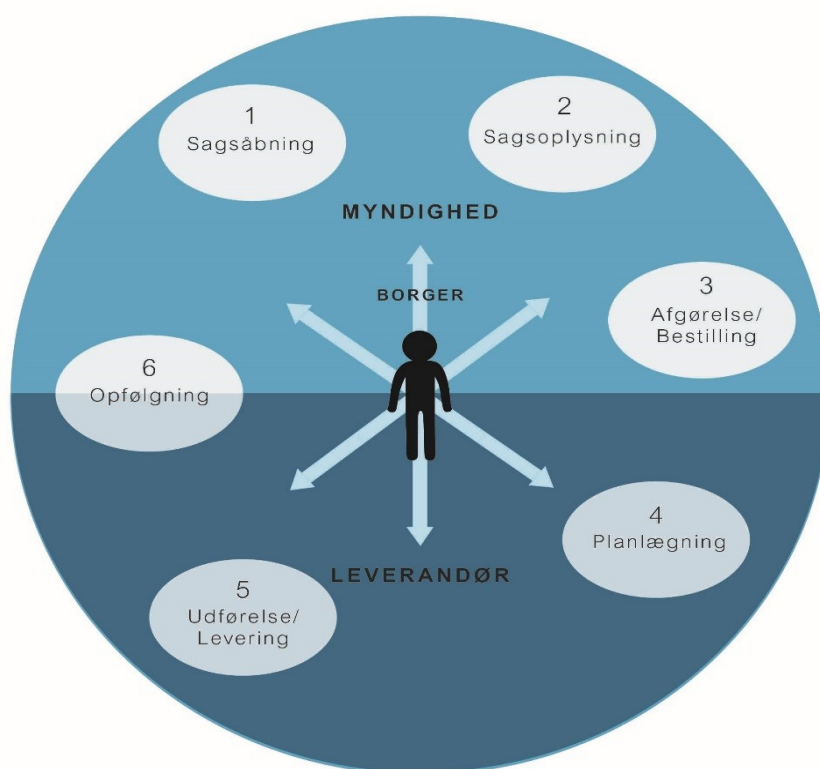 1
Sagsåbning
2
Sagsoplysning
MYNDIGHED
BORGER
3
Afgørelse/
Bestilling
6
Opfølgning
4
Planlægning
LEVERANDØR
5
Udførelse/
Levering